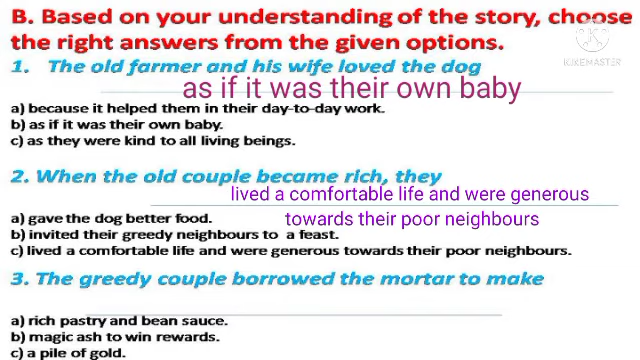 B. Based on your understanding of the story, choose
the right answers from the given options.
KINEMASTER
1. The old farmer and his wife loved the dog
as if it was their own baby
a) because it helped them in their day-to-day work.
b) as if it was their own baby.
c) as they were kind to all living beings.
2. When the old couple became rich, they
lived a comfortable life and were generous
towards their poor neighbours
a) gave the dog better food.
b) invited their greedy neighbours to a feast.
c) lived a comfortable life and were generous towards their poor neighbours.
3. The greedy couple borrowed the mortar to make
a) rich pastry and bean sauce.
b) magic ash to win rewards.
c) a pile of gold.